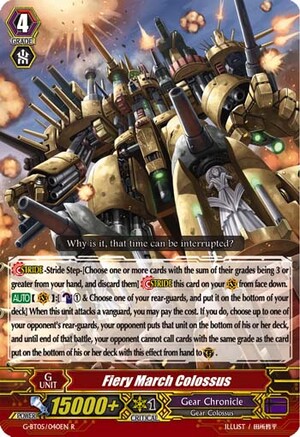 4
GRADE
Why is it, that time can be interrupted?
STRIDE -Stride Step-[Choose one or more cards with the sum of their grades being 3 or
greater from your hand, and discard them] STRIDE this card on your from face down.
AUTO [ ]:[ 1 & Choose one of your rear-guards, and put it on the bottom of your
deck] When this unit attacks a vanguard, you may pay the cost. If you do, choose up to one of
your opponent's rear-guards, your opponent puts that unit on the bottom of his or her deck,
and until end of that battle, your opponent cannot call cards with the same grade as the card
put on the bottom of his or her deck with this effect from hand to .
G UNIT
Fiery March Colossus
POWER 15000+
1 CRITICAL
Gear Chronicle
Gear Colossus
G-BT05/040EN R
ILLUST /